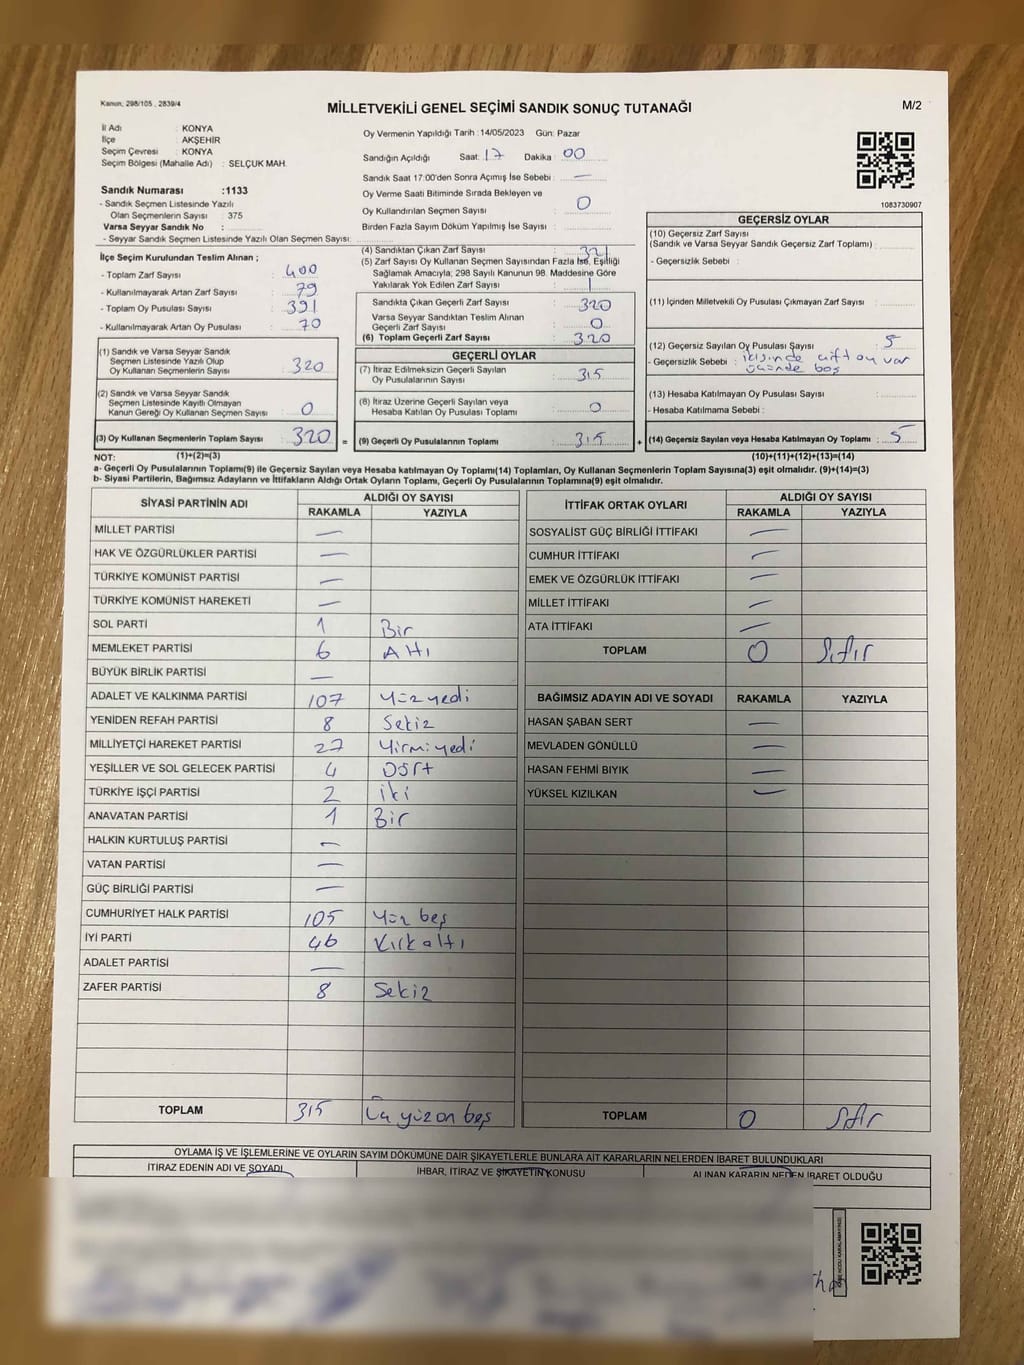 Kanun; 298/105 , 2839/4
MİLLETVEKİLİ GENEL SEÇİMİ SANDIK SONUÇ TUTANAĞI
M/2
İl Adı : KONYA
İlçe : AKŞEHİR
Seçim Çevresi : KONYA
Seçim Bölgesi (Mahalle Adı) : SELÇUK MAH.
Sandık Numarası :1133
- Sandık Seçmen Listesinde Yazılı
Olan Seçmenlerin Sayısı : 375
Varsa Seyyar Sandık No :
- Seyyar Sandık Seçmen Listesinde Yazılı Olan Seçmen Sayısı:
İlçe Seçim Kurulundan Teslim Alınan ;
- Toplam Zarf Sayısı : 400
- Kullanılmayarak Artan Zarf Sayısı : 79
- Toplam Oy Pusulası Sayısı : 391
- Kullanılmayarak Artan Oy Pusulası : 70
Oy Vermenin Yapıldığı Tarih :14/05/2023 Gün: Pazar
Sandığın Açıldığı Saat: 17 Dakika : 00
Sandık Saat 17:00'den Sonra Açımış İse Sebebi : —
Oy Verme Saati Bitiminde Sırada Bekleyen ve
Oy Kullandırılan Seçmen Sayısı : 0
Birden Fazla Sayım Döküm Yapılmış İse Sayısı :
(4) Sandıktan Çıkan Zarf Sayısı : 321
(5) Zarf Sayısı Oy Kullanan Seçmen Sayısından Fazla İse, Eşitliği
Sağlamak Amacıyla; 298 Sayılı Kanunun 98. Maddesine Göre
Yakılarak Yok Edilen Zarf Sayısı : 1
Sandıkta Çıkan Geçerli Zarf Sayısı : 320
Varsa Seyyar Sandıktan Teslim Alınan
Geçerli Zarf Sayısı : 0
(6) Toplam Geçerli Zarf Sayısı : 320
1083730907
GEÇERSİZ OYLAR
(10) Geçersiz Zarf Sayısı
(Sandık ve Varsa Seyyar Sandık Geçersiz Zarf Toplamı) :
- Geçersizlik Sebebi :
(11) İçinden Milletvekili Oy Pusulası Çıkmayan Zarf Sayısı :
(12) Geçersiz Sayılan Oy Pusulası Sayısı : 5
- Geçersizlik Sebebi : ikisinde çift oy var
üçünde boş
(13) Hesaba Katılmayan Oy Pusulası Sayısı :
- Hesaba Katılmama Sebebi :
(14) Geçersiz Sayılan veya Hesaba Katılmayan Oy Toplamı : 5
(10)+(11)+(12)+(13)=(14)
(1) Sandık ve Varsa Seyyar Sandık
Seçmen Listesinde Yazılı Olup
Oy Kullanan Seçmenlerin Sayısı : 320
(2) Sandık ve Varsa Seyyar Sandık
Seçmen Listesinde Kayıtlı Olmayan
Kanun Gereği Oy Kullanan Seçmen Sayısı : 0
(3) Oy Kullanan Seçmenlerin Toplam Sayısı : 320 =
GEÇERLİ OYLAR
(7) İtiraz Edilmeksizin Geçerli Sayılan
Oy Pusulalarının Sayısı : 315
(8) İtiraz Üzerine Geçerli Sayılan veya
Hesaba Katılan Oy Pusulası Toplamı : 0
(9) Geçerli Oy Pusulalarının Toplamı : 315 +
NOT: (1)+(2)=(3)
a- Geçerli Oy Pusulalarının Toplamı(9) ile Geçersiz Sayılan veya Hesaba katılmayan Oy Toplamı(14) Toplamları, Oy Kullanan Seçmenlerin Toplam Sayısına(3) eşit olmalıdır. (9)+(14)=(3)
b- Siyasi Partilerin, Bağımsız Adayların ve İttifakların Aldığı Ortak Oyların Toplamı, Geçerli Oy Pusulalarının Toplamına(9) eşit olmalıdır.
SİYASİ PARTİNİN ADI ALDIĞI OY SAYISI
RAKAMLA YAZIYLA
MİLLET PARTİSİ —
HAK VE ÖZGÜRLÜKLER PARTİSİ —
TÜRKİYE KOMÜNİST PARTİSİ —
TÜRKİYE KOMÜNİST HAREKETİ —
SOL PARTİ 1 Bir
MEMLEKET PARTİSİ 6 Altı
BÜYÜK BİRLİK PARTİSİ —
ADALET VE KALKINMA PARTİSİ 107 Yüz yedi
YENİDEN REFAH PARTİSİ 8 Sekiz
MİLLİYETÇİ HAREKET PARTİSİ 27 Yirmi yedi
YEŞİLLER VE SOL GELECEK PARTİSİ 4 Dört
TÜRKİYE İŞÇİ PARTİSİ 2 iki
ANAVATAN PARTİSİ 1 Bir
HALKIN KURTULUŞ PARTİSİ —
VATAN PARTİSİ —
GÜÇ BİRLİĞİ PARTİSİ —
CUMHURİYET HALK PARTİSİ 105 Yüz beş
İYİ PARTİ 46 Kırk altı
ADALET PARTİSİ —
ZAFER PARTİSİ 8 Sekiz
TOPLAM 315 Üç yüz on beş
İTTİFAK ORTAK OYLARI ALDIĞI OY SAYISI
RAKAMLA YAZIYLA
SOSYALİST GÜÇ BİRLİĞİ İTTİFAKI —
CUMHUR İTTİFAKI —
EMEK VE ÖZGÜRLÜK İTTİFAKI —
MİLLET İTTİFAKI —
ATA İTTİFAKI —
TOPLAM 0 Sıfır
BAĞIMSIZ ADAYIN ADI VE SOYADI RAKAMLA YAZIYLA
HASAN ŞABAN SERT —
MEVLADEN GÖNÜLLÜ —
HASAN FEHMİ BIYIK —
YÜKSEL KIZILKAN —
TOPLAM 0 Sıfır
OYLAMA İŞ VE İŞLEMLERİNE VE OYLARIN SAYIM DÖKÜMÜNE DAİR ŞİKAYETLERLE BUNLARA AİT KARARLARIN NELERDEN İBARET BULUNDUKLARI
İTİRAZ EDENİN ADI VE SOYADI İHBAR, İTİRAZ VE ŞİKAYETİN KONUSU ALINAN KARARIN NEDEN İBARET OLDUĞU